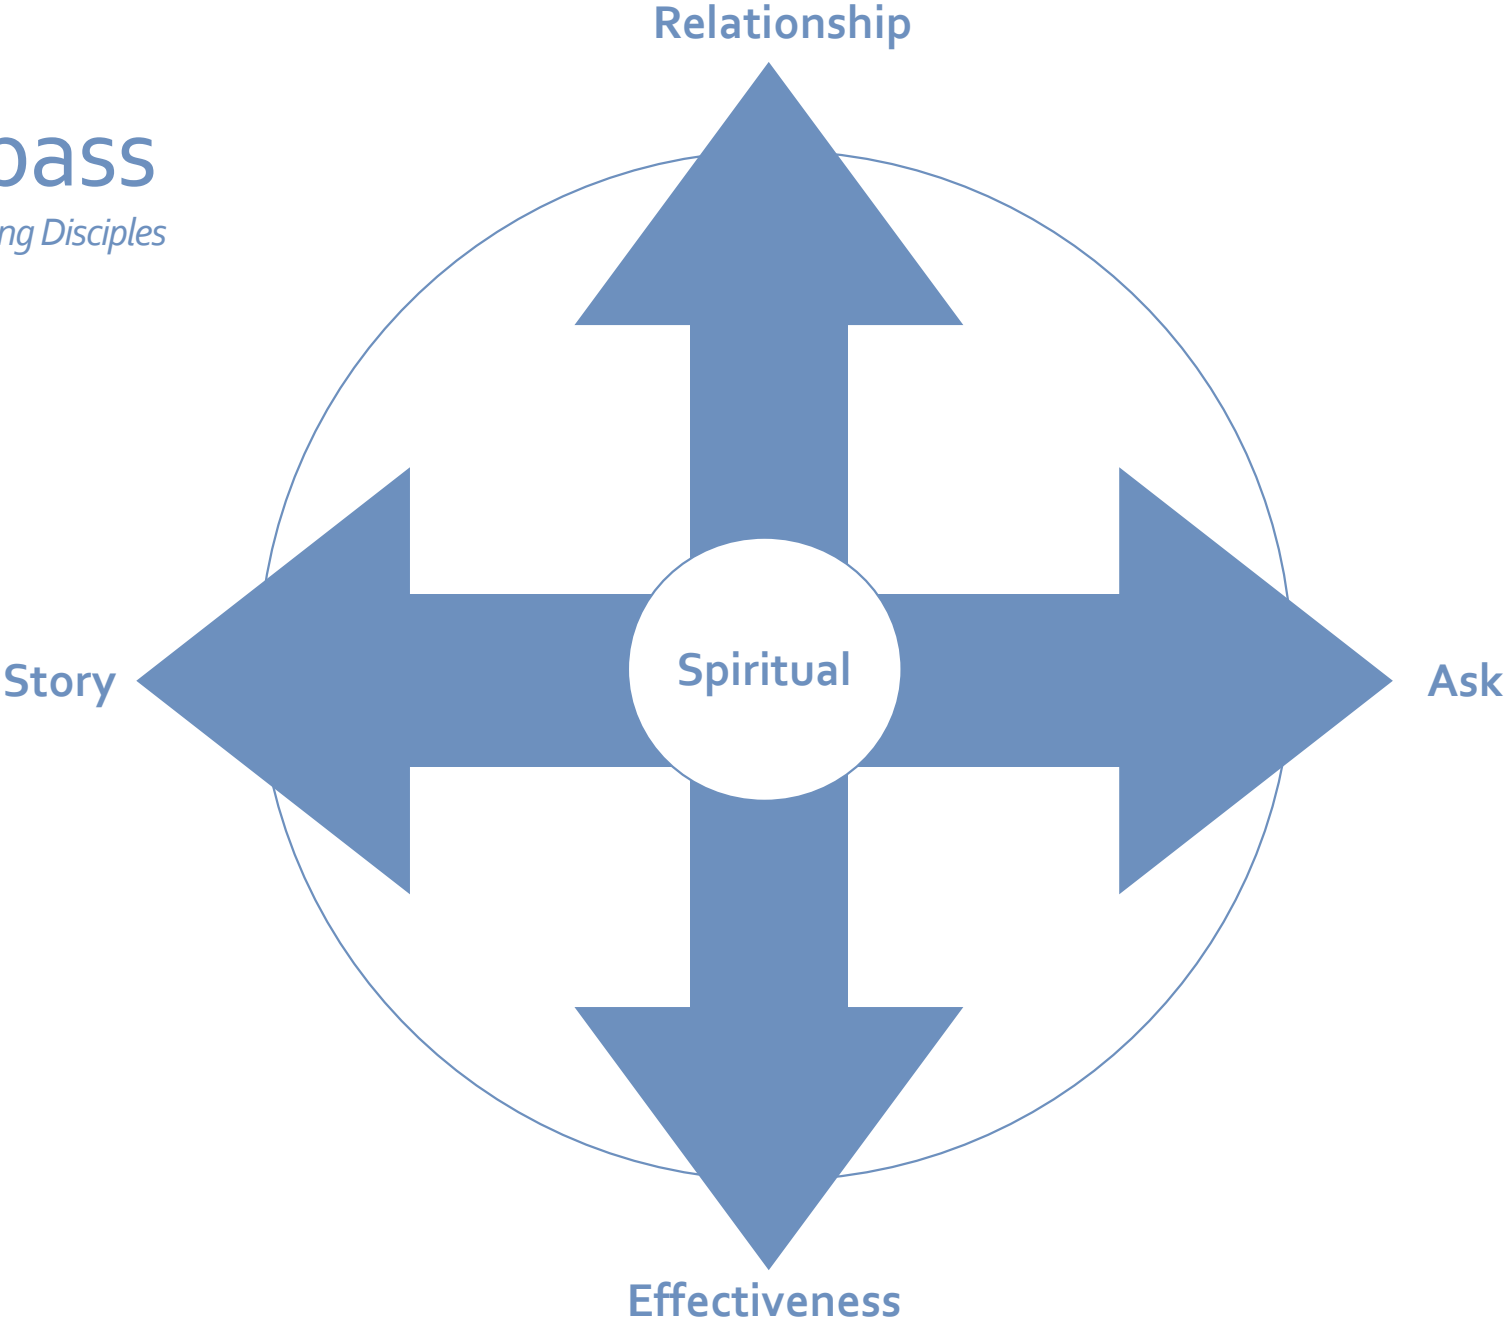 Relationship
pass
ng Disciples
Story
Spiritual
Ask
Effectiveness